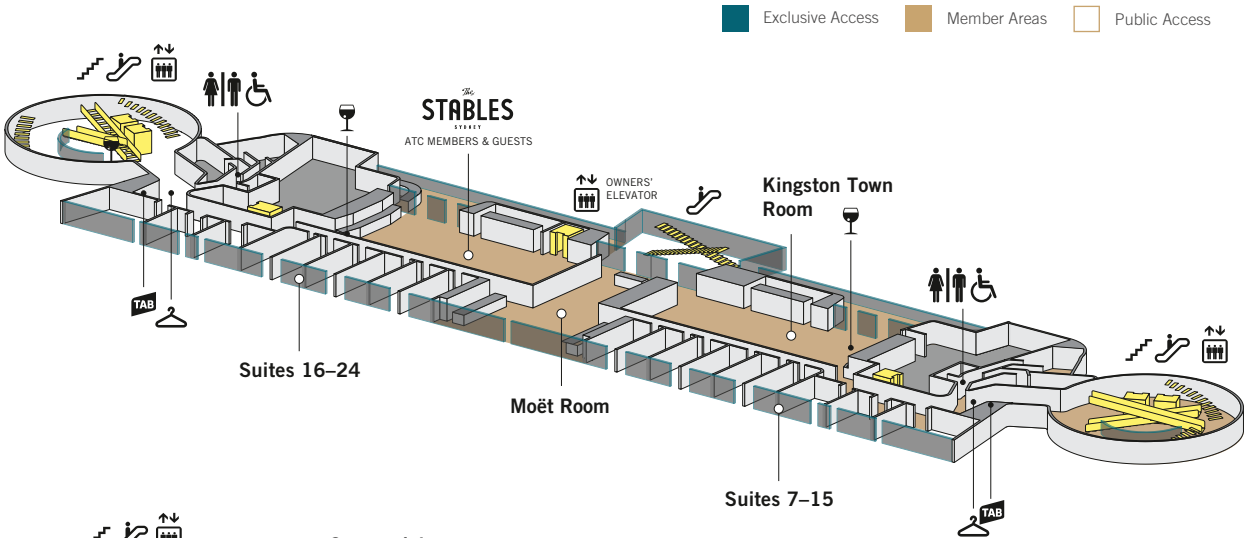 Exclusive Access
Member Areas
Public Access
The
STABLES
SYDNEY
ATC MEMBERS & GUESTS
OWNERS'
ELEVATOR
Kingston Town
Room
TAB
Suites 16–24
Moët Room
Suites 7–15
TAB